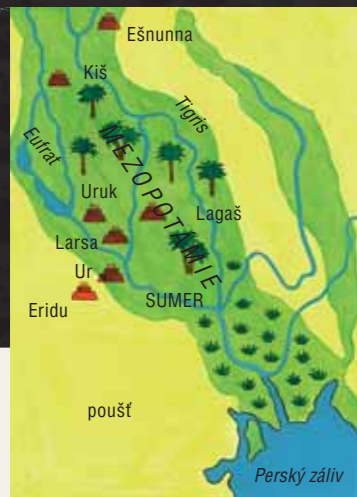 Ešnunna
Kiš
Tigris
Eufrat
MEZOPOTÁMIE
Uruk
Lagaš
Larsa
Ur
SUMER
Eridu
poušť
Perský záliv